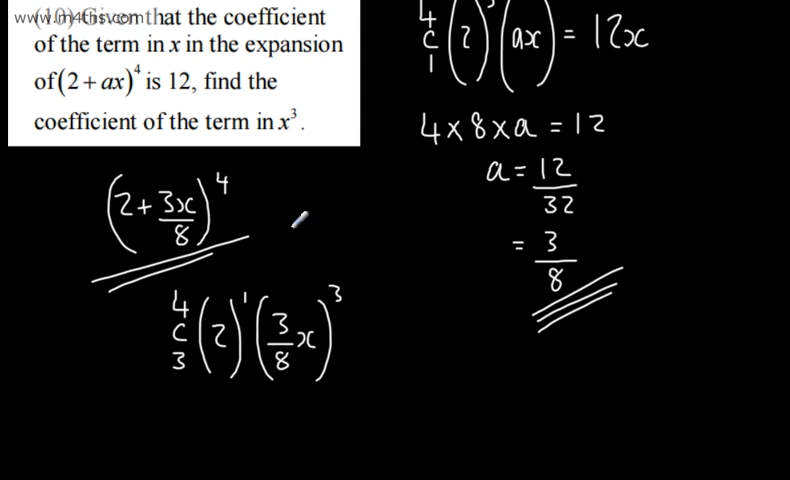 www.m4ths.com
(10) Given that the coefficient
of the term in x in the expansion
of (2 + ax)⁴ is 12, find the
coefficient of the term in x³.
4C1 (2)³ (ax) = 12x
4 x 8 x a = 12
a = 12/32
= 3/8
(2 + 3x/8)⁴
4C3 (2)¹ (3/8 x)³